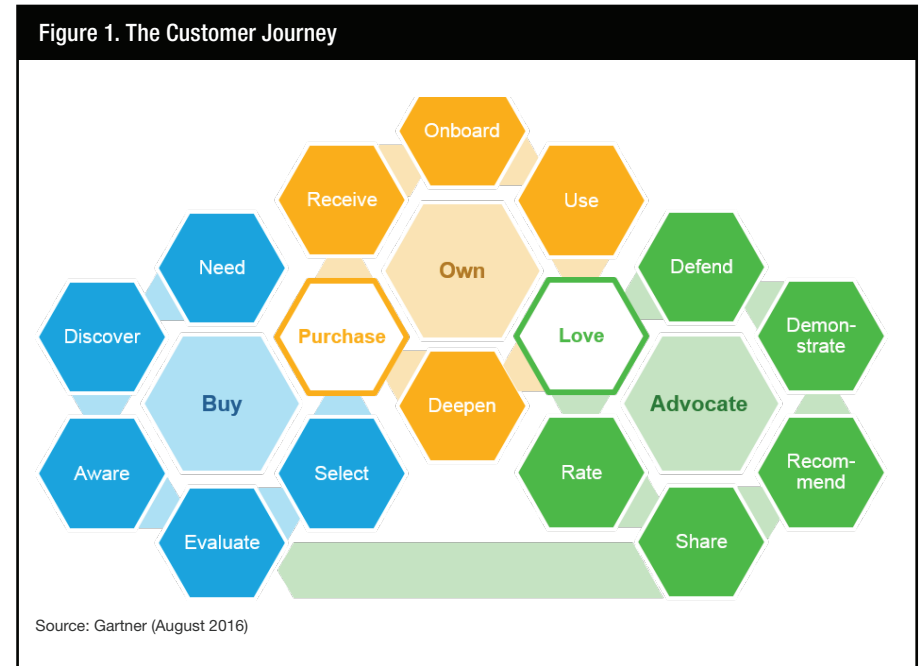 Figure 1. The Customer Journey
Onboard
Receive
Use
Need
Own
Defend
Discover
Purchase
Love
Demon-
strate
Buy
Deepen
Advocate
Aware
Select
Rate
Recom-
mend
Evaluate
Share
Source: Gartner (August 2016)